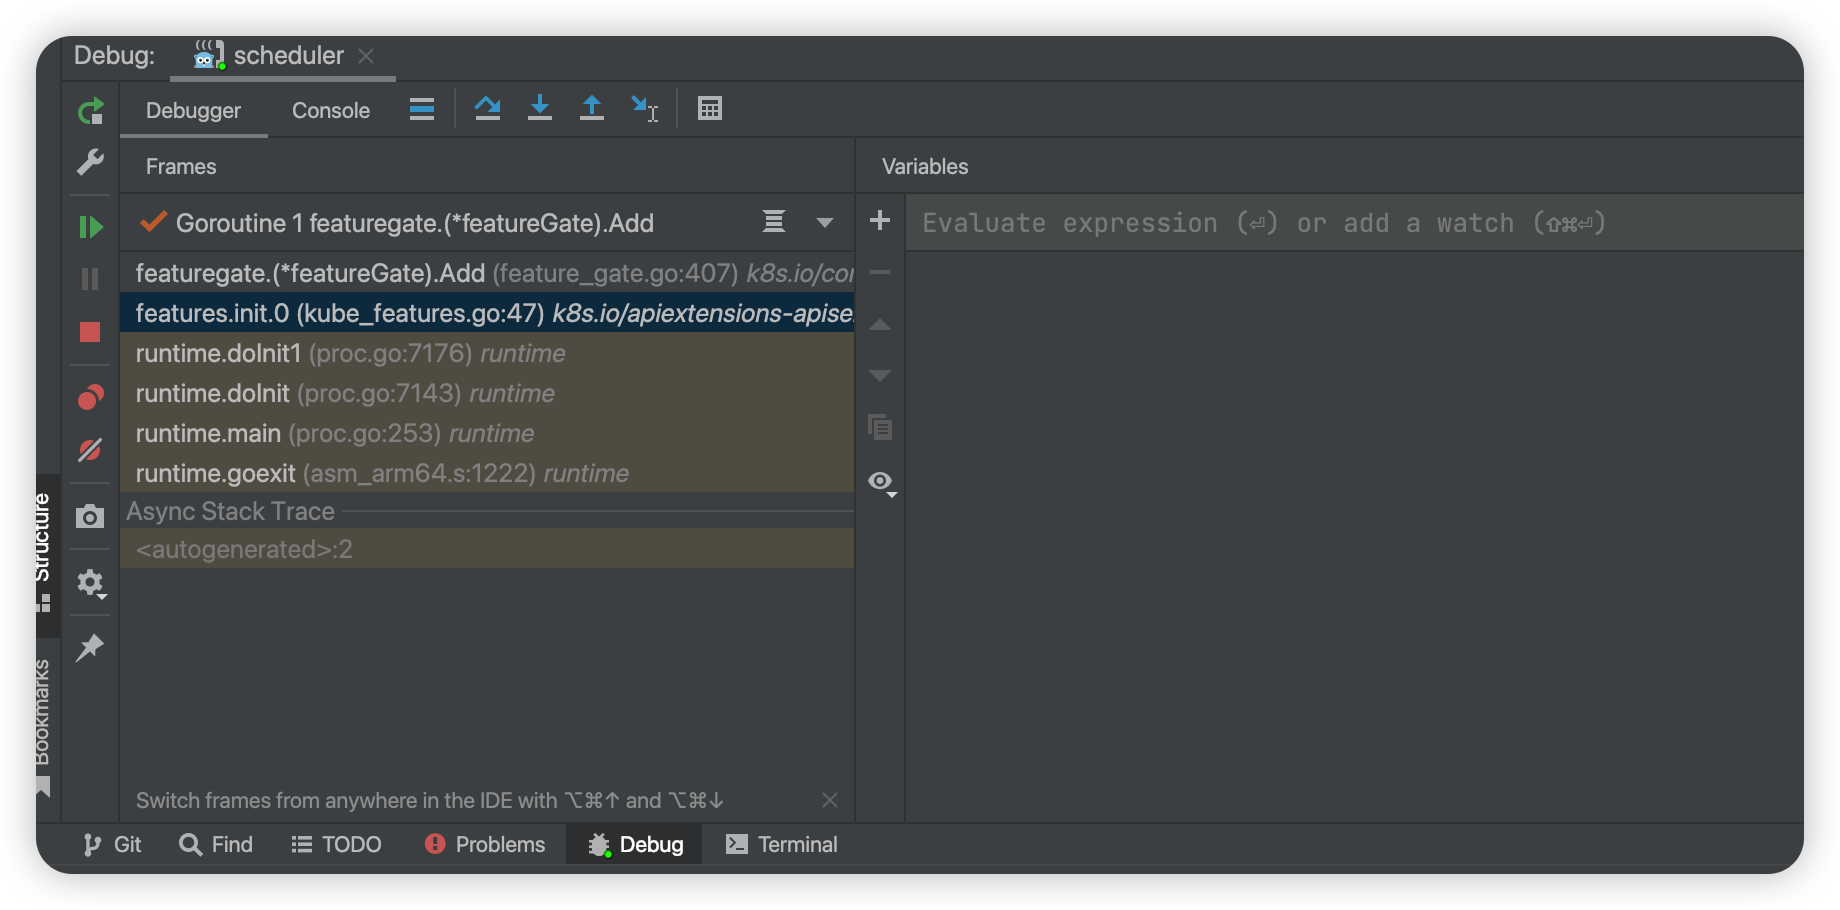 Debug: scheduler
Debugger Console
Frames
Variables
Goroutine 1 featuregate.(*featureGate).Add
Evaluate expression (⏎) or add a watch (⇧⌘⏎)
featuregate.(*featureGate).Add (feature_gate.go:407) k8s.io/cor
features.init.0 (kube_features.go:47) k8s.io/apiextensions-apise
runtime.doInit1 (proc.go:7176) runtime
runtime.doInit (proc.go:7143) runtime
runtime.main (proc.go:253) runtime
runtime.goexit (asm_arm64.s:1222) runtime
Async Stack Trace
<autogenerated>:2
Structure
Bookmarks
Switch frames from anywhere in the IDE with ⌥⌘↑ and ⌥⌘↓
Git Find TODO Problems Debug Terminal